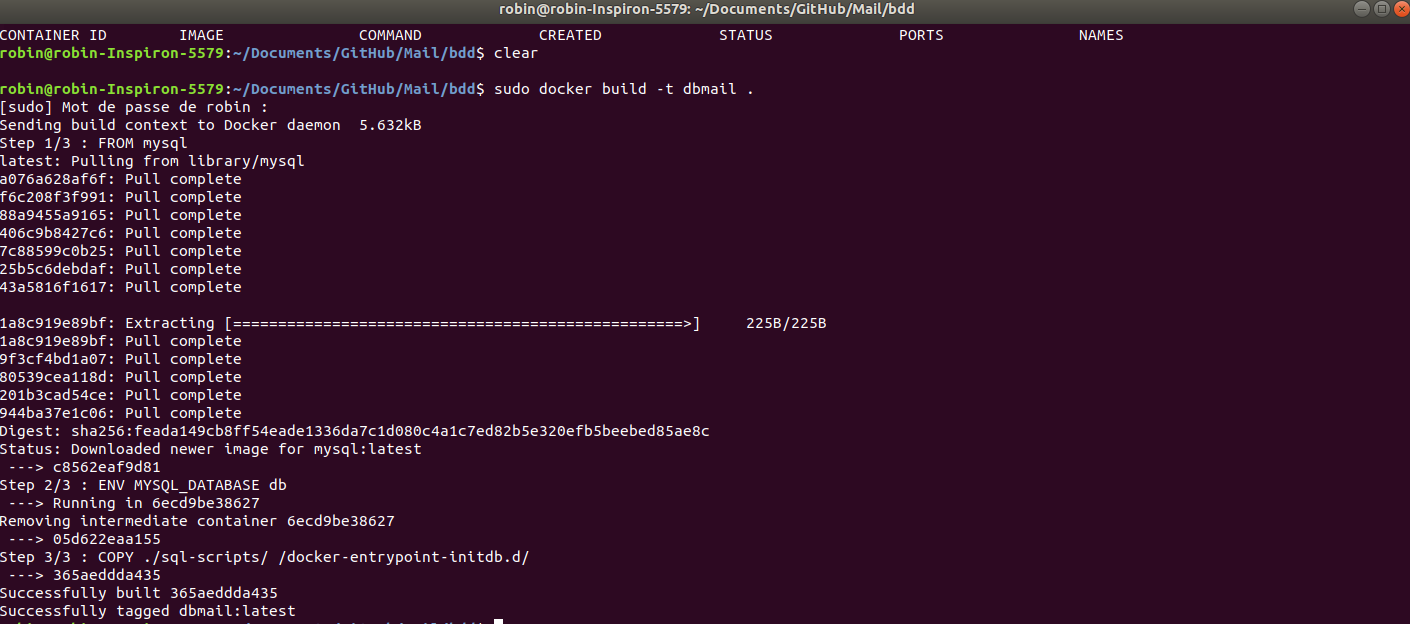 robin@robin-Inspiron-5579: ~/Documents/GitHub/Mail/bdd
CONTAINER ID        IMAGE               COMMAND             CREATED             STATUS              PORTS               NAMES
robin@robin-Inspiron-5579:~/Documents/GitHub/Mail/bdd$ clear
robin@robin-Inspiron-5579:~/Documents/GitHub/Mail/bdd$ sudo docker build -t dbmail .
[sudo] Mot de passe de robin :
Sending build context to Docker daemon  5.632kB
Step 1/3 : FROM mysql
latest: Pulling from library/mysql
a076a628af6f: Pull complete
f6c208f3f991: Pull complete
88a9455a9165: Pull complete
406c9b8427c6: Pull complete
7c88599c0b25: Pull complete
25b5c6debdaf: Pull complete
43a5816f1617: Pull complete
1a8c919e89bf: Extracting [==================================================>]     225B/225B
1a8c919e89bf: Pull complete
9f3cf4bd1a07: Pull complete
80539cea118d: Pull complete
201b3cad54ce: Pull complete
944ba37e1c06: Pull complete
Digest: sha256:feada149cb8ff54eade1336da7c1d080c4a1c7ed82b5e320efb5beebed85ae8c
Status: Downloaded newer image for mysql:latest
 ---> c8562eaf9d81
Step 2/3 : ENV MYSQL_DATABASE db
 ---> Running in 6ecd9be38627
Removing intermediate container 6ecd9be38627
 ---> 05d622eaa155
Step 3/3 : COPY ./sql-scripts/ /docker-entrypoint-initdb.d/
 ---> 365aeddda435
Successfully built 365aeddda435
Successfully tagged dbmail:latest